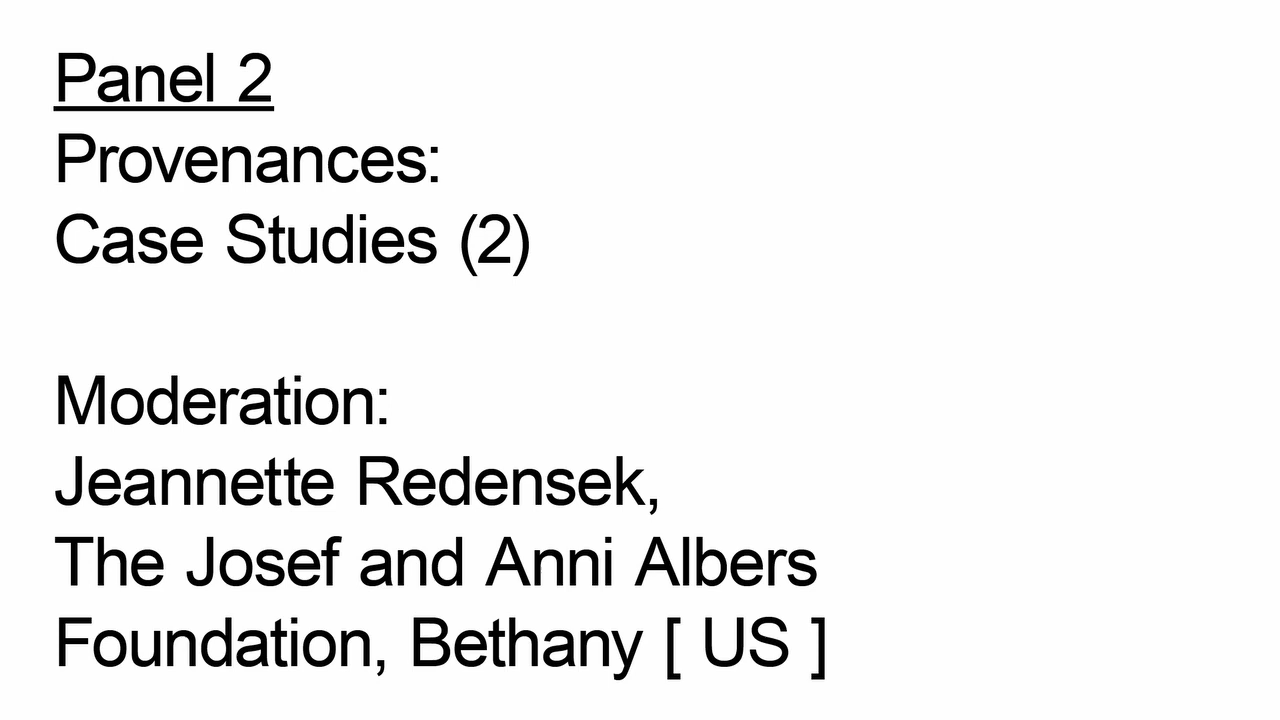 Panel 2
Provenances:
Case Studies (2)
Moderation:
Jeannette Redensek,
The Josef and Anni Albers
Foundation, Bethany [ US ]